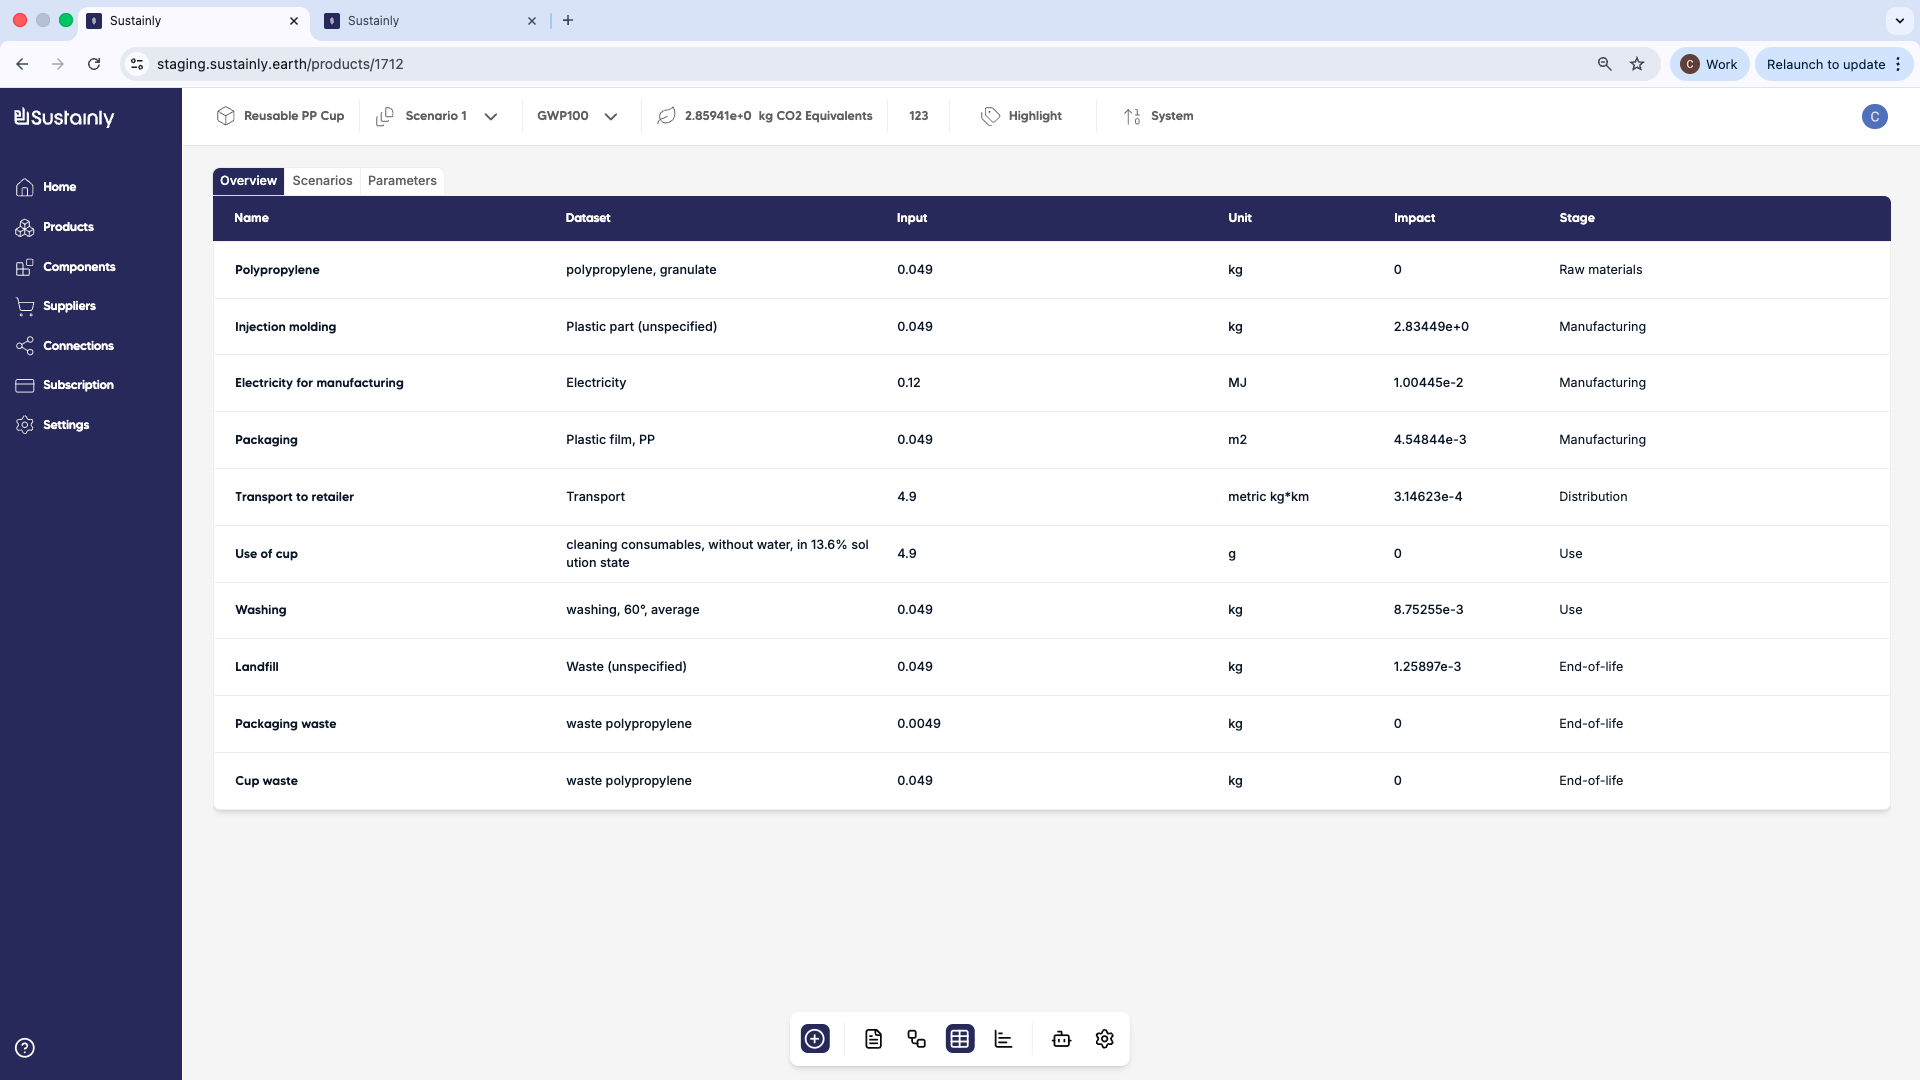 Sustainly
Sustainly
staging.sustainly.earth/products/1712
C Work
Relaunch to update
Sustainly
Reusable PP Cup
Scenario 1
GWP100
2.85941e+0 kg CO2 Equivalents
123
Highlight
System
C
Home
Products
Components
Suppliers
Connections
Subscription
Settings
Overview Scenarios Parameters
Name Dataset Input Unit Impact Stage
Polypropylene polypropylene, granulate 0.049 kg 0 Raw materials
Injection molding Plastic part (unspecified) 0.049 kg 2.83449e+0 Manufacturing
Electricity for manufacturing Electricity 0.12 MJ 1.00445e-2 Manufacturing
Packaging Plastic film, PP 0.049 m2 4.54844e-3 Manufacturing
Transport to retailer Transport 4.9 metric kg*km 3.14623e-4 Distribution
Use of cup cleaning consumables, without water, in 13.6% sol
ution state 4.9 g 0 Use
Washing washing, 60°, average 0.049 kg 8.75255e-3 Use
Landfill Waste (unspecified) 0.049 kg 1.25897e-3 End-of-life
Packaging waste waste polypropylene 0.0049 kg 0 End-of-life
Cup waste waste polypropylene 0.049 kg 0 End-of-life